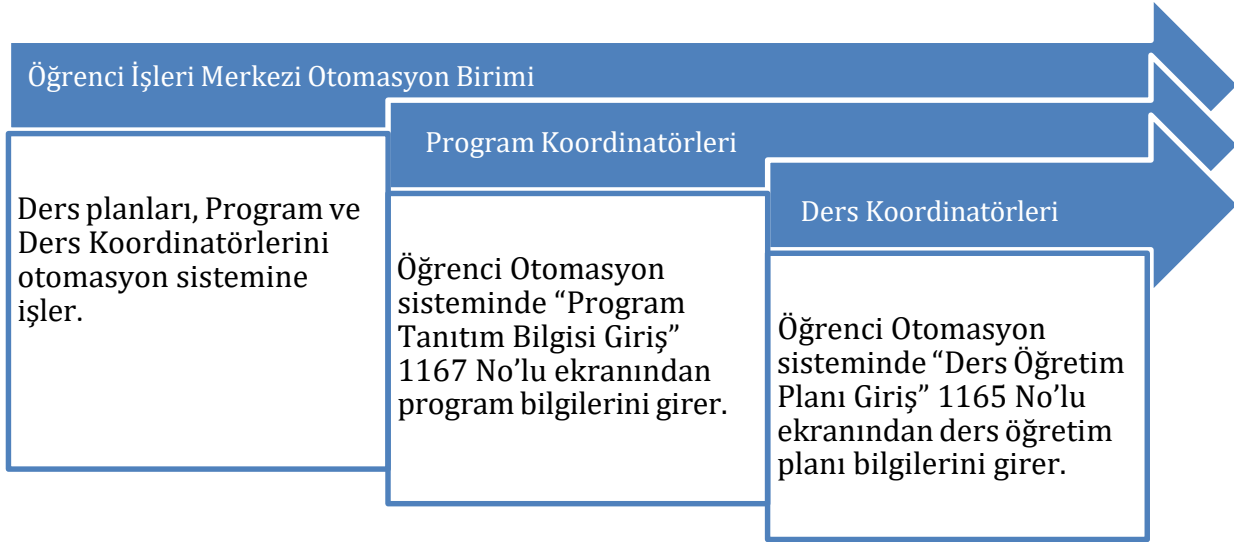 Öğrenci İşleri Merkezi Otomasyon Birimi
Ders planları, Program ve
Ders Koordinatörlerini
otomasyon sistemine
işler.
Program Koordinatörleri
Öğrenci Otomasyon
sisteminde “Program
Tanıtım Bilgisi Giriş”
1167 No’lu ekranından
program bilgilerini girer.
Ders Koordinatörleri
Öğrenci Otomasyon
sisteminde “Ders Öğretim
Planı Giriş” 1165 No’lu
ekranından ders öğretim
planı bilgilerini girer.